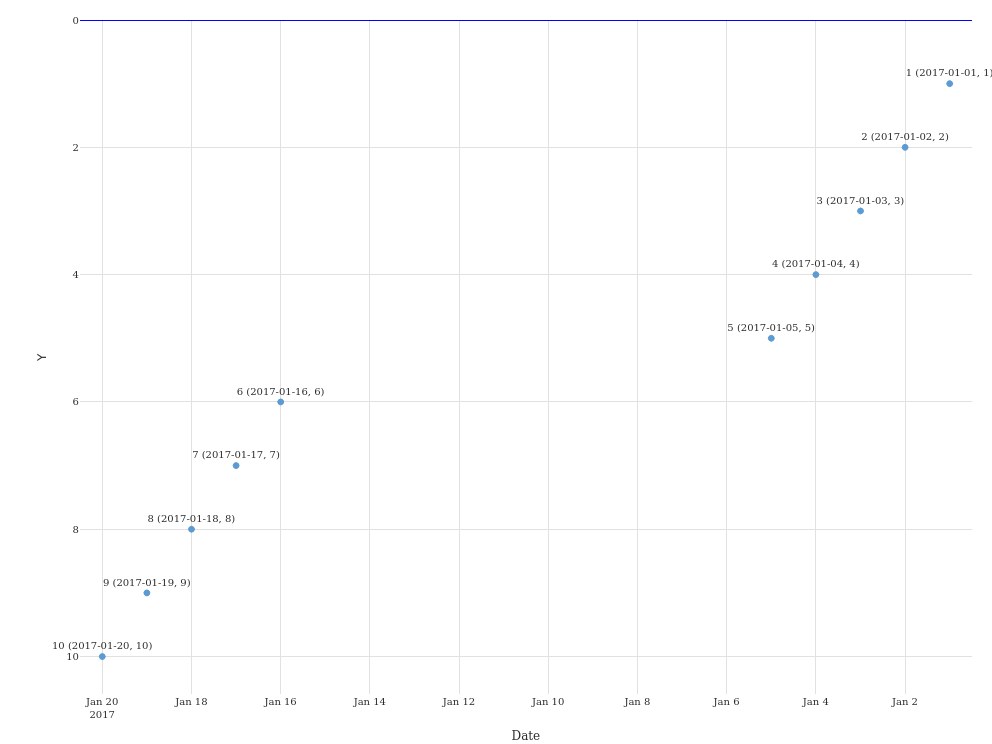 0
1 (2017-01-01, 1)
2 (2017-01-02, 2)
2
3 (2017-01-03, 3)
4 (2017-01-04, 4)
4
5 (2017-01-05, 5)
Y
6 (2017-01-16, 6)
6
7 (2017-01-17, 7)
8 (2017-01-18, 8)
8
9 (2017-01-19, 9)
10 (2017-01-20, 10)
10
Jan 20 Jan 18 Jan 16 Jan 14 Jan 12 Jan 10 Jan 8 Jan 6 Jan 4 Jan 2
2017
Date